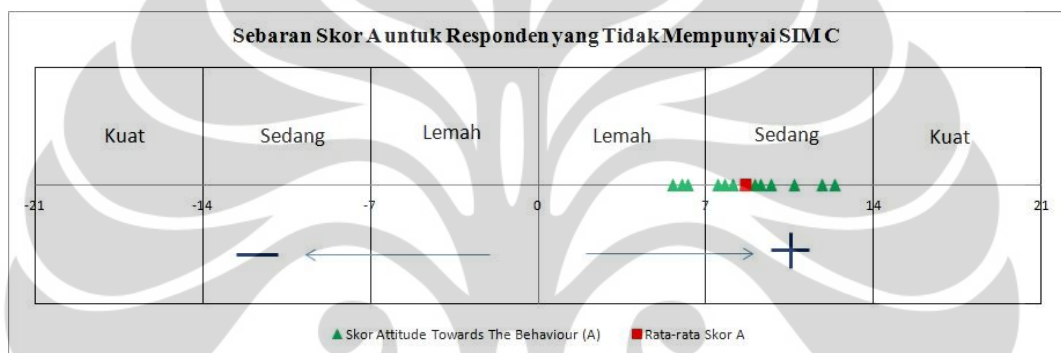 Sebaran Skor A untuk Responden yang Tidak Mempunyai SIM C
Kuat Sedang Lemah Lemah Sedang Kuat
-21 -14 -7 0 7 14 21
Skor Attitude Towards The Behaviour (A) Rata-rata Skor A